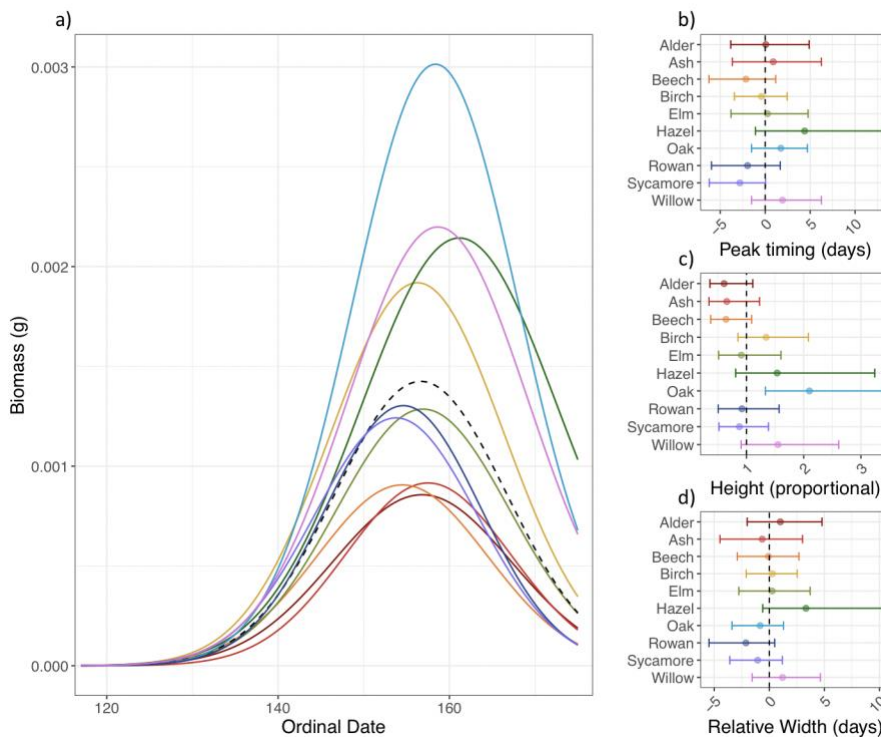 a)
0.003
0.002
0.001
0.000
Biomass (g)
120
140
160
Ordinal Date
b)
Alder
Ash
Beech
Birch
Elm
Hazel
Oak
Rowan
Sycamore
Willow
-5
0
5
10
Peak timing (days)
c)
Alder
Ash
Beech
Birch
Elm
Hazel
Oak
Rowan
Sycamore
Willow
1
2
3
Height (proportional)
d)
Alder
Ash
Beech
Birch
Elm
Hazel
Oak
Rowan
Sycamore
Willow
-5
0
5
10
Relative Width (days)